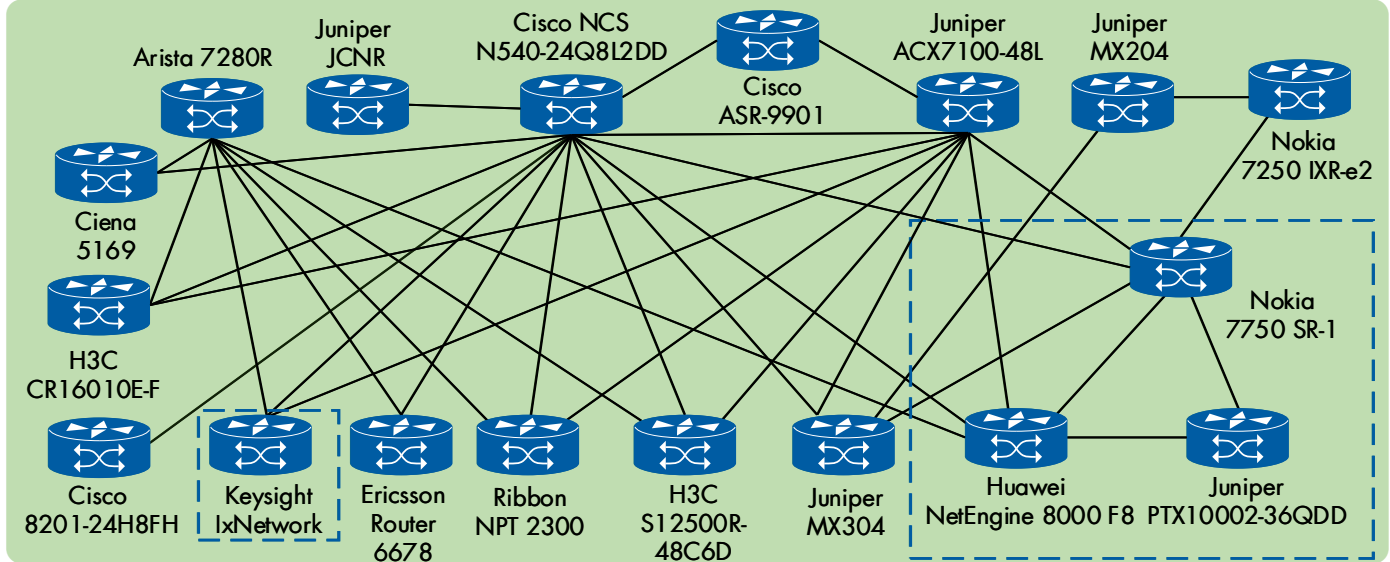 Arista 7280R
Juniper
JCNR
Cisco NCS
N540-24Q8L2DD
Cisco
ASR-9901
Juniper
ACX7100-48L
Juniper
MX204
Nokia
7250 IXR-e2
Ciena
5169
Nokia
7750 SR-1
H3C
CR16010E-F
Cisco
8201-24H8FH
Keysight
IxNetwork
Ericsson
Router
6678
Ribbon
NPT 2300
H3C
S12500R-
48C6D
Juniper
MX304
Huawei
NetEngine 8000 F8
Juniper
PTX10002-36QDD